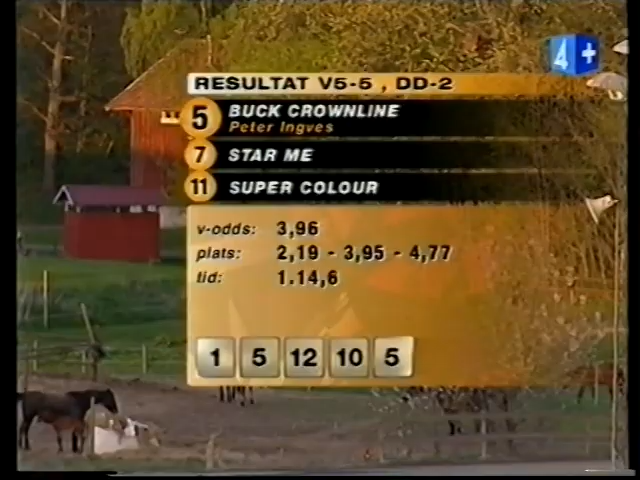 4+
RESULTAT V5-5 , DD-2
5 BUCK CROWNLINE
Peter Ingves
7 STAR ME
11 SUPER COLOUR
v-odds: 3,96
plats: 2,19 - 3,95 - 4,77
tid: 1.14,6
1 5 12 10 5